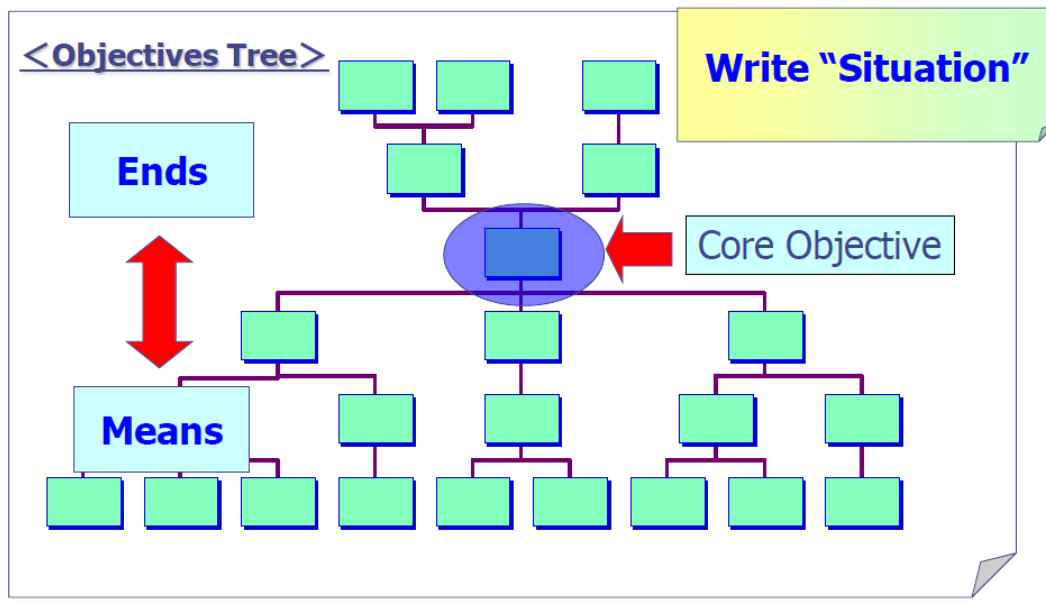 ＜Objectives Tree＞
Write “Situation”
Ends
Core Objective
Means